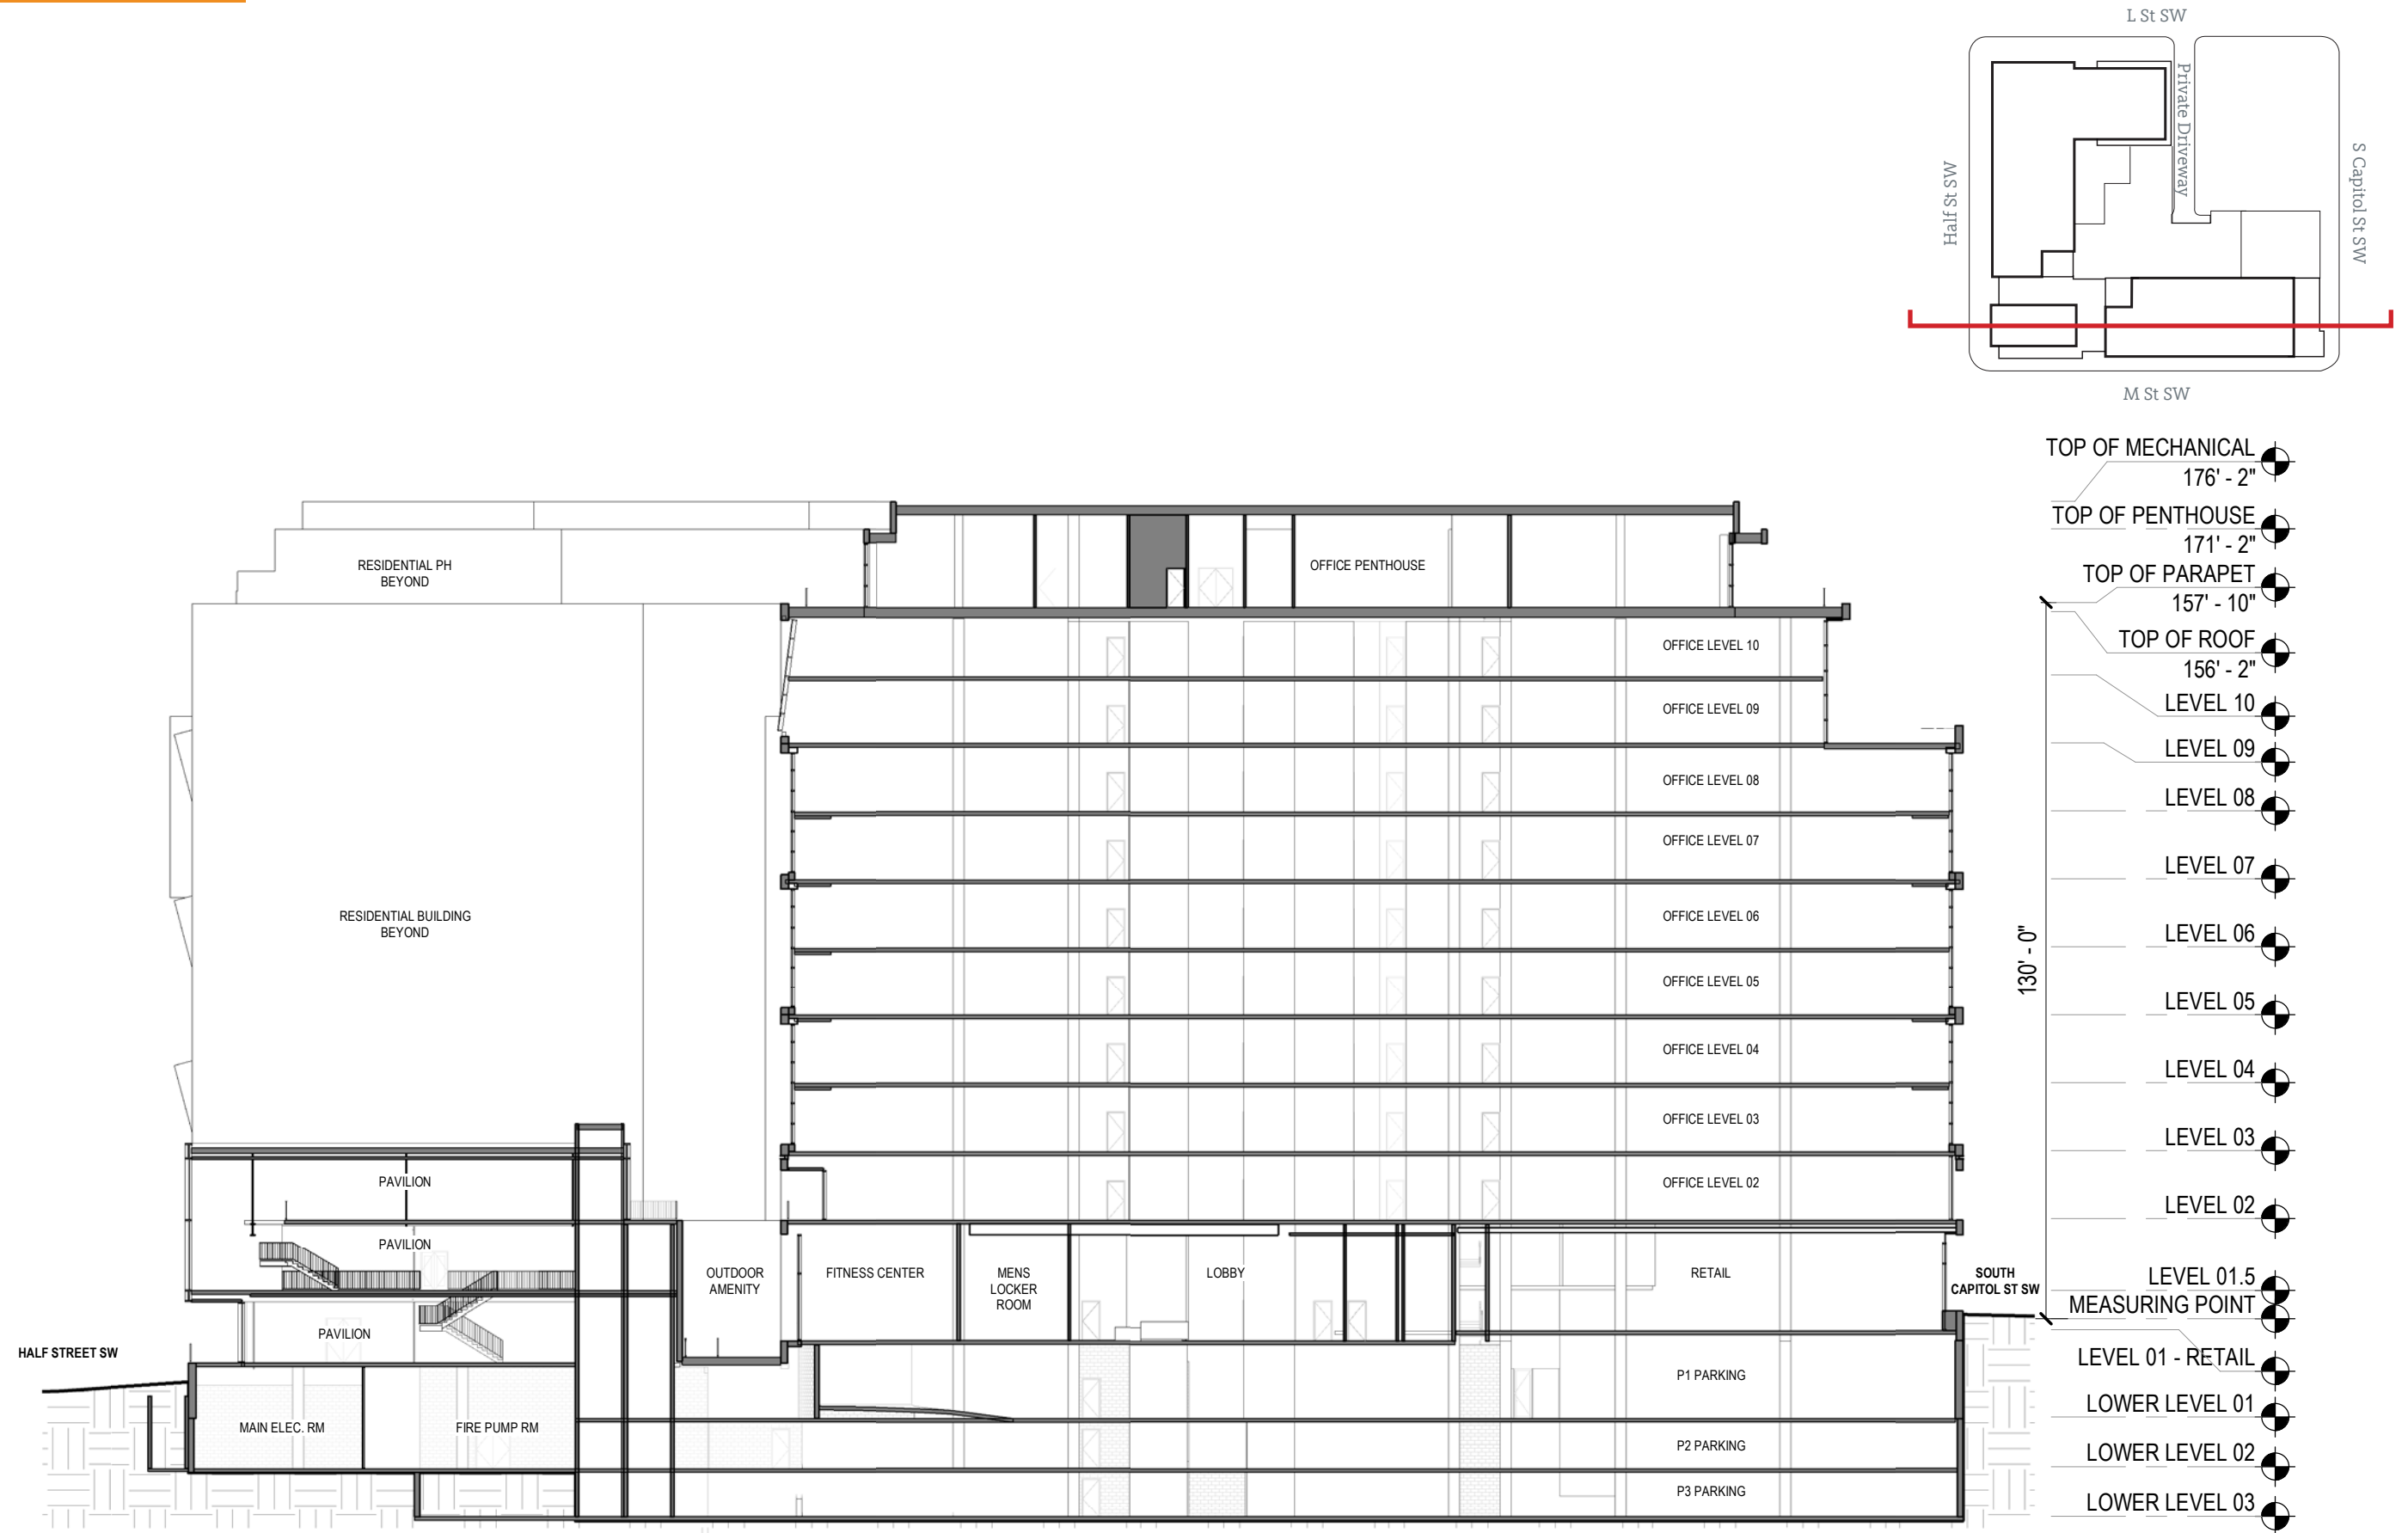 L St SW
Private Driveway
Half St SW
S Capitol St SW
M St SW
TOP OF MECHANICAL
176' - 2"
TOP OF PENTHOUSE
171' - 2"
TOP OF PARAPET
157' - 10"
TOP OF ROOF
156' - 2"
LEVEL 10
LEVEL 09
LEVEL 08
LEVEL 07
LEVEL 06
LEVEL 05
LEVEL 04
LEVEL 03
LEVEL 02
LEVEL 01.5
MEASURING POINT
LEVEL 01 - RETAIL
LOWER LEVEL 01
LOWER LEVEL 02
LOWER LEVEL 03
130' - 0"
RESIDENTIAL PH
BEYOND
OFFICE PENTHOUSE
OFFICE LEVEL 10
OFFICE LEVEL 09
OFFICE LEVEL 08
OFFICE LEVEL 07
RESIDENTIAL BUILDING
BEYOND
OFFICE LEVEL 06
OFFICE LEVEL 05
OFFICE LEVEL 04
OFFICE LEVEL 03
PAVILION
OFFICE LEVEL 02
PAVILION
OUTDOOR
AMENITY
FITNESS CENTER
MENS
LOCKER
ROOM
LOBBY
RETAIL
SOUTH
CAPITOL ST SW
PAVILION
HALF STREET SW
P1 PARKING
MAIN ELEC. RM
FIRE PUMP RM
P2 PARKING
P3 PARKING